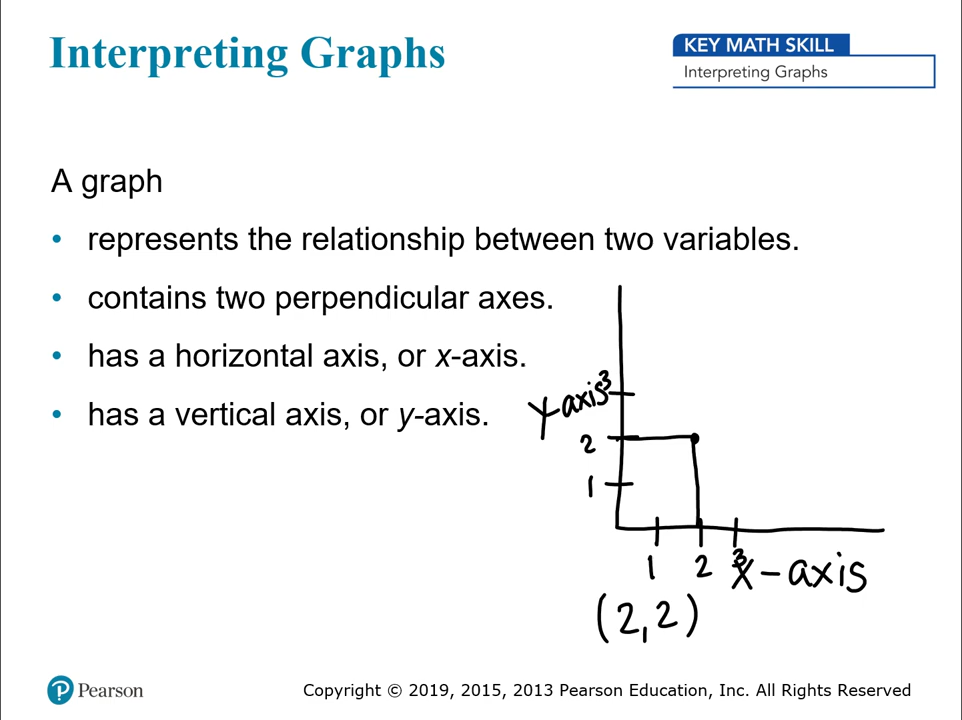 Interpreting Graphs
KEY MATH SKILL
Interpreting Graphs
A graph
• represents the relationship between two variables.
• contains two perpendicular axes.
• has a horizontal axis, or x-axis.
• has a vertical axis, or y-axis.
y-axis
3
2
1
1 2 3
x-axis
(2,2)
Pearson
Copyright © 2019, 2015, 2013 Pearson Education, Inc. All Rights Reserved